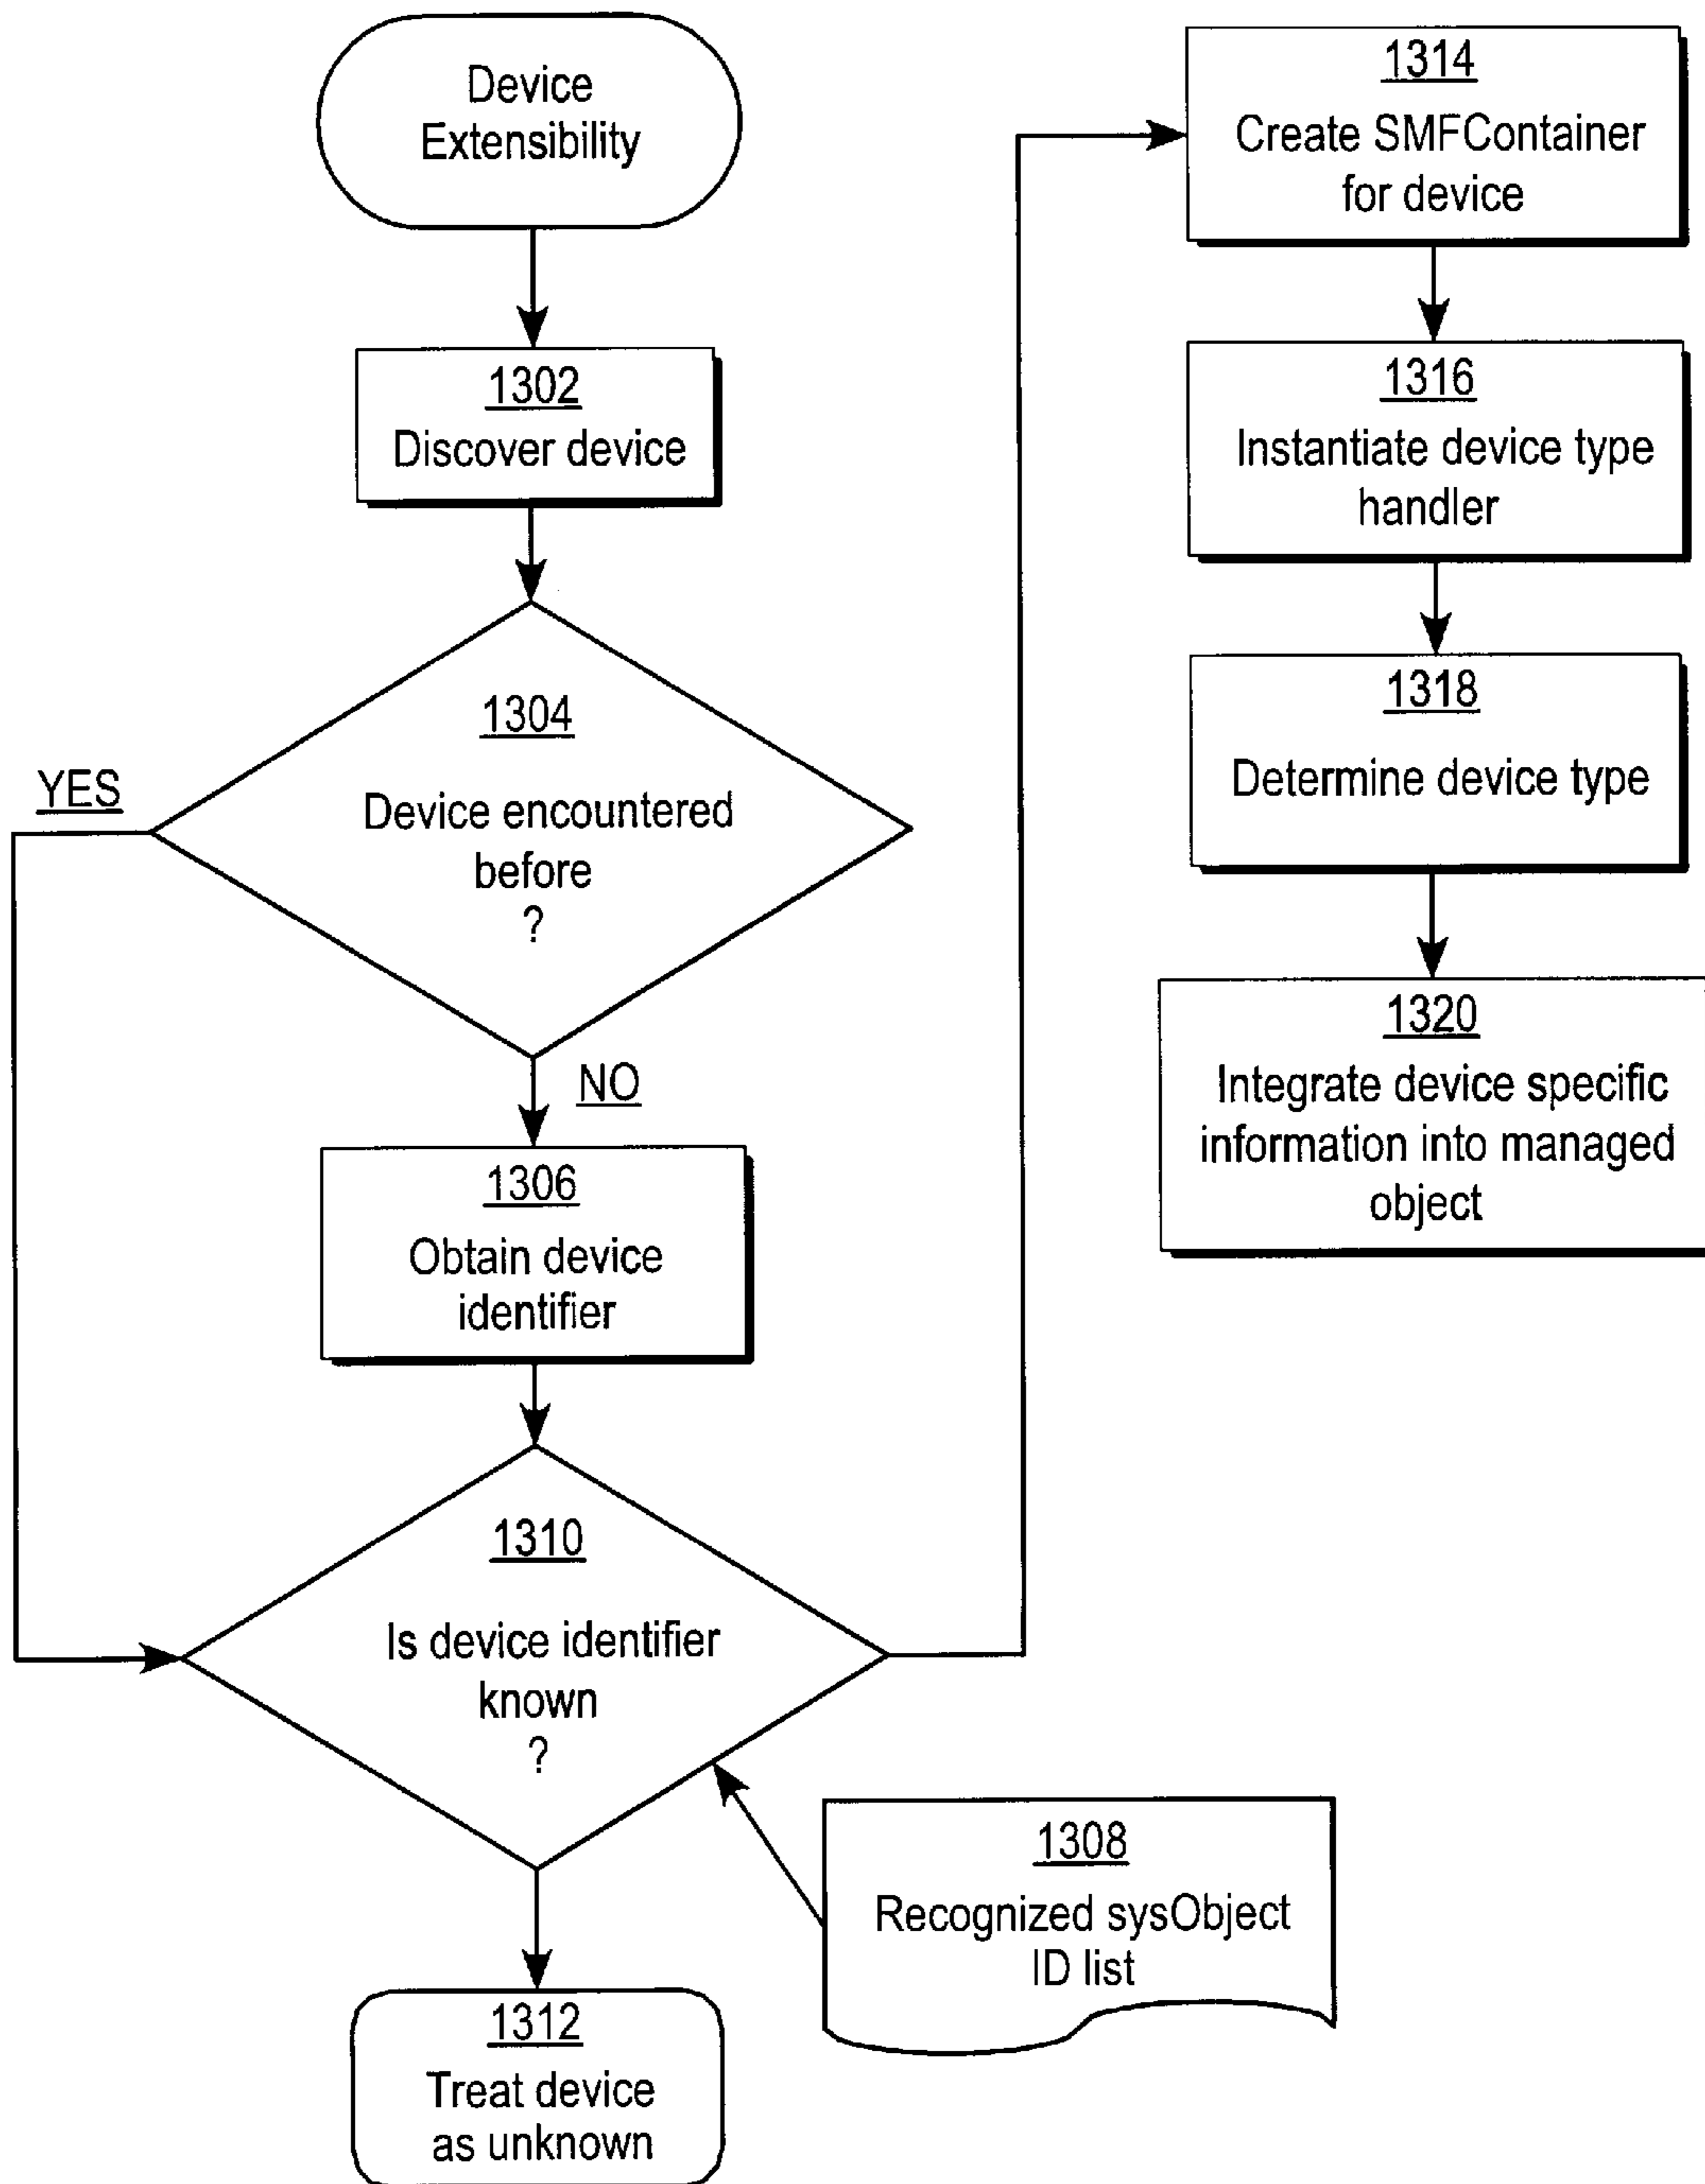 Device
Extensibility
1302
Discover device
1304
Device encountered
before
?
YES
NO
1306
Obtain device
identifier
1310
Is device identifier
known
?
1308
Recognized sysObject
ID list
1312
Treat device
as unknown
1314
Create SMFContainer
for device
1316
Instantiate device type
handler
1318
Determine device type
1320
Integrate device specific
information into managed
object